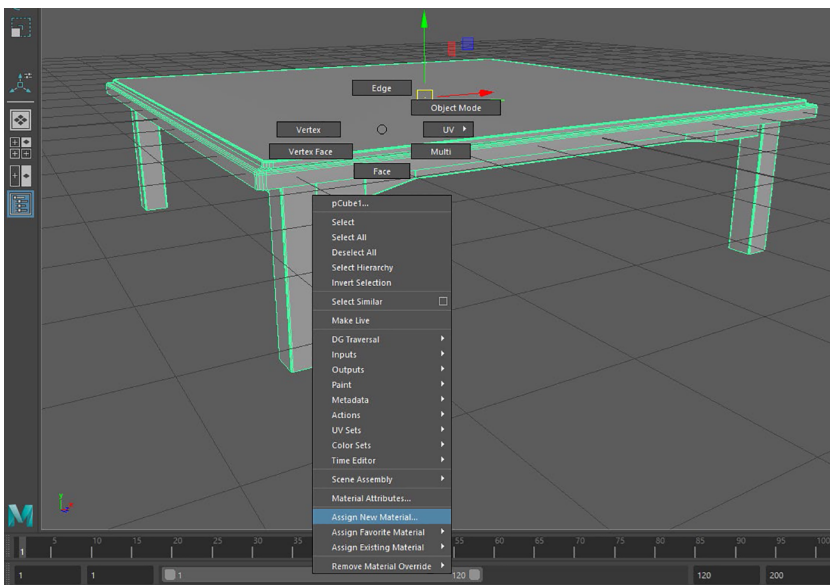 Edge
Object Mode
Vertex
UV
Vertex Face
Multi
Face
pCube1...
Select
Select All
Deselect All
Select Hierarchy
Invert Selection
Select Similar
Make Live
DG Traversal
Inputs
Outputs
Paint
Metadata
Actions
UV Sets
Color Sets
Time Editor
Scene Assembly
Material Attributes...
Assign New Material...
Assign Favorite Material
Assign Existing Material
Remove Material Override
M
1 5 10 15 20 25 30 35 55 60 65 70 75 80 85 90 95 100
1 1 1 120 120 200